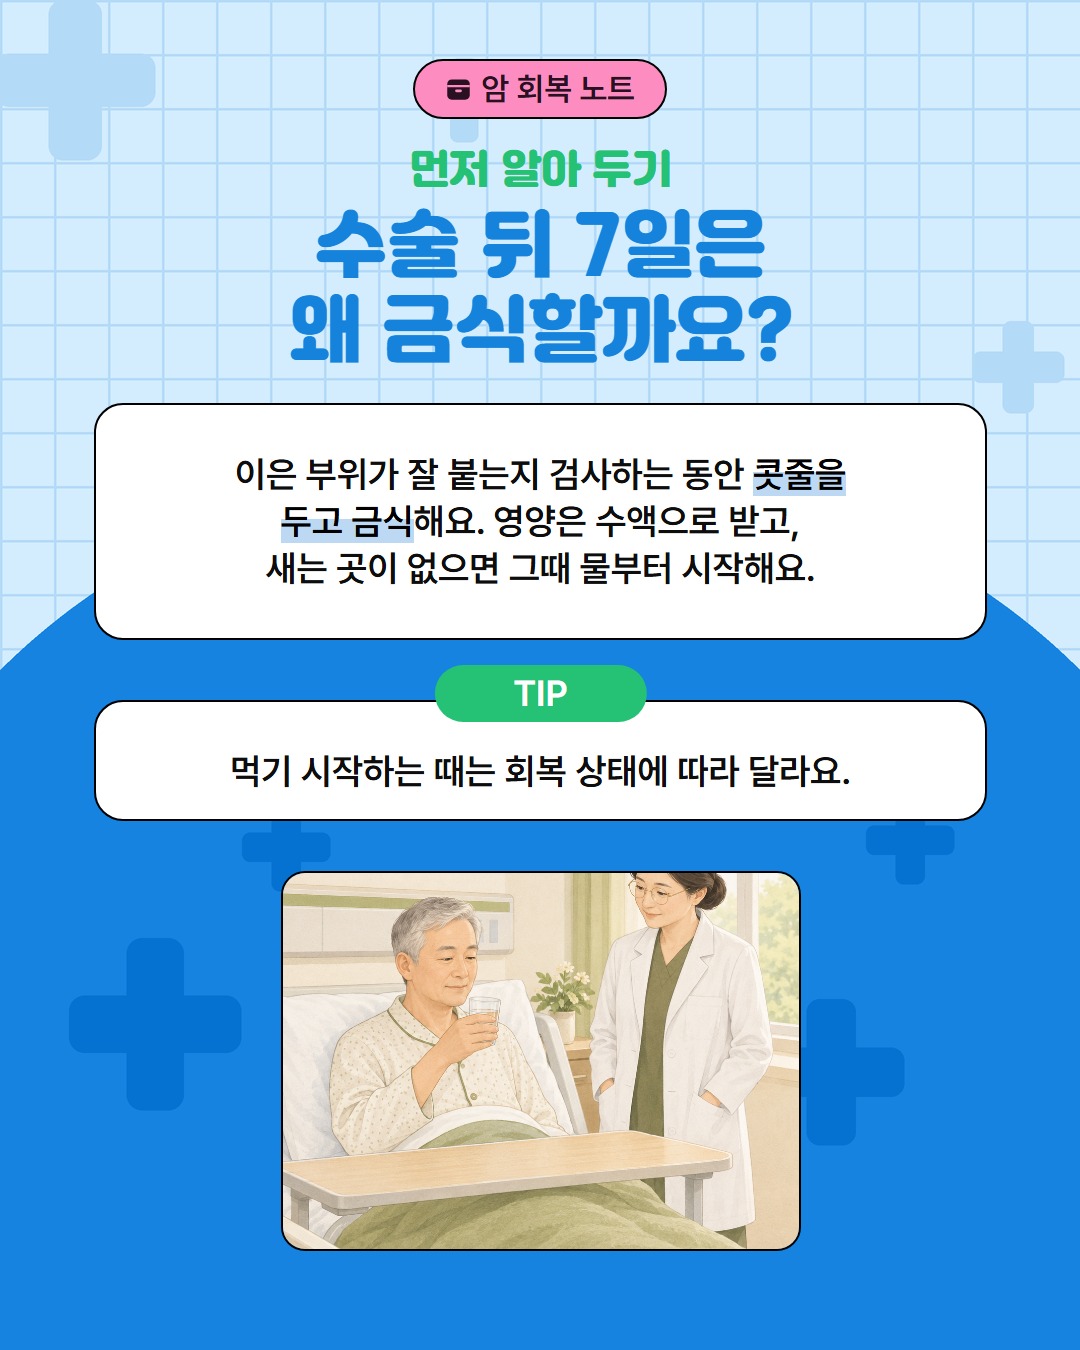 암 회복 노트
먼저 알아 두기
수술 뒤 7일은
왜 금식할까요?
이은 부위가 잘 붙는지 검사하는 동안 콧줄을
두고 금식해요. 영양은 수액으로 받고,
새는 곳이 없으면 그때 물부터 시작해요.
TIP
먹기 시작하는 때는 회복 상태에 따라 달라요.